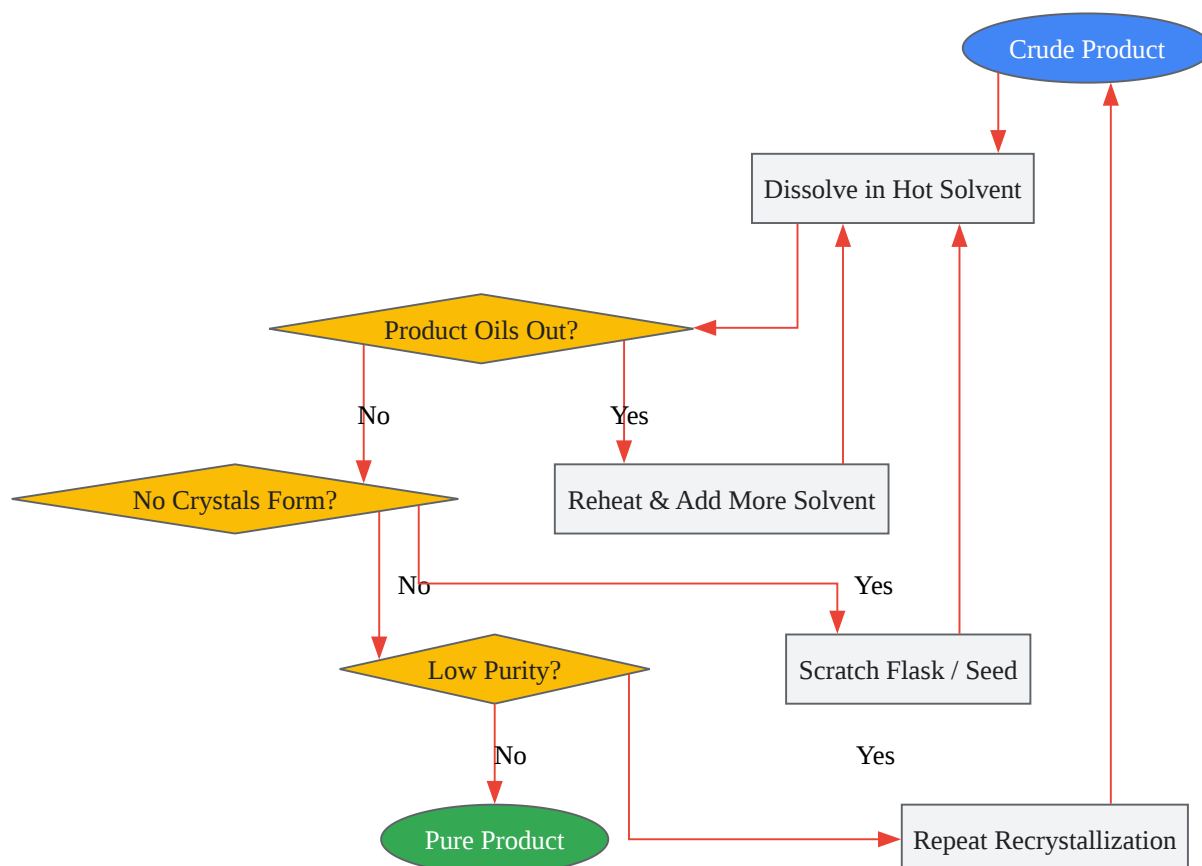 Crude Product
Dissolve in Hot Solvent
Product Oils Out?
No
Yes
No Crystals Form?
Reheat & Add More Solvent
No
Yes
Low Purity?
Scratch Flask / Seed
No
Yes
Pure Product
Repeat Recrystallization